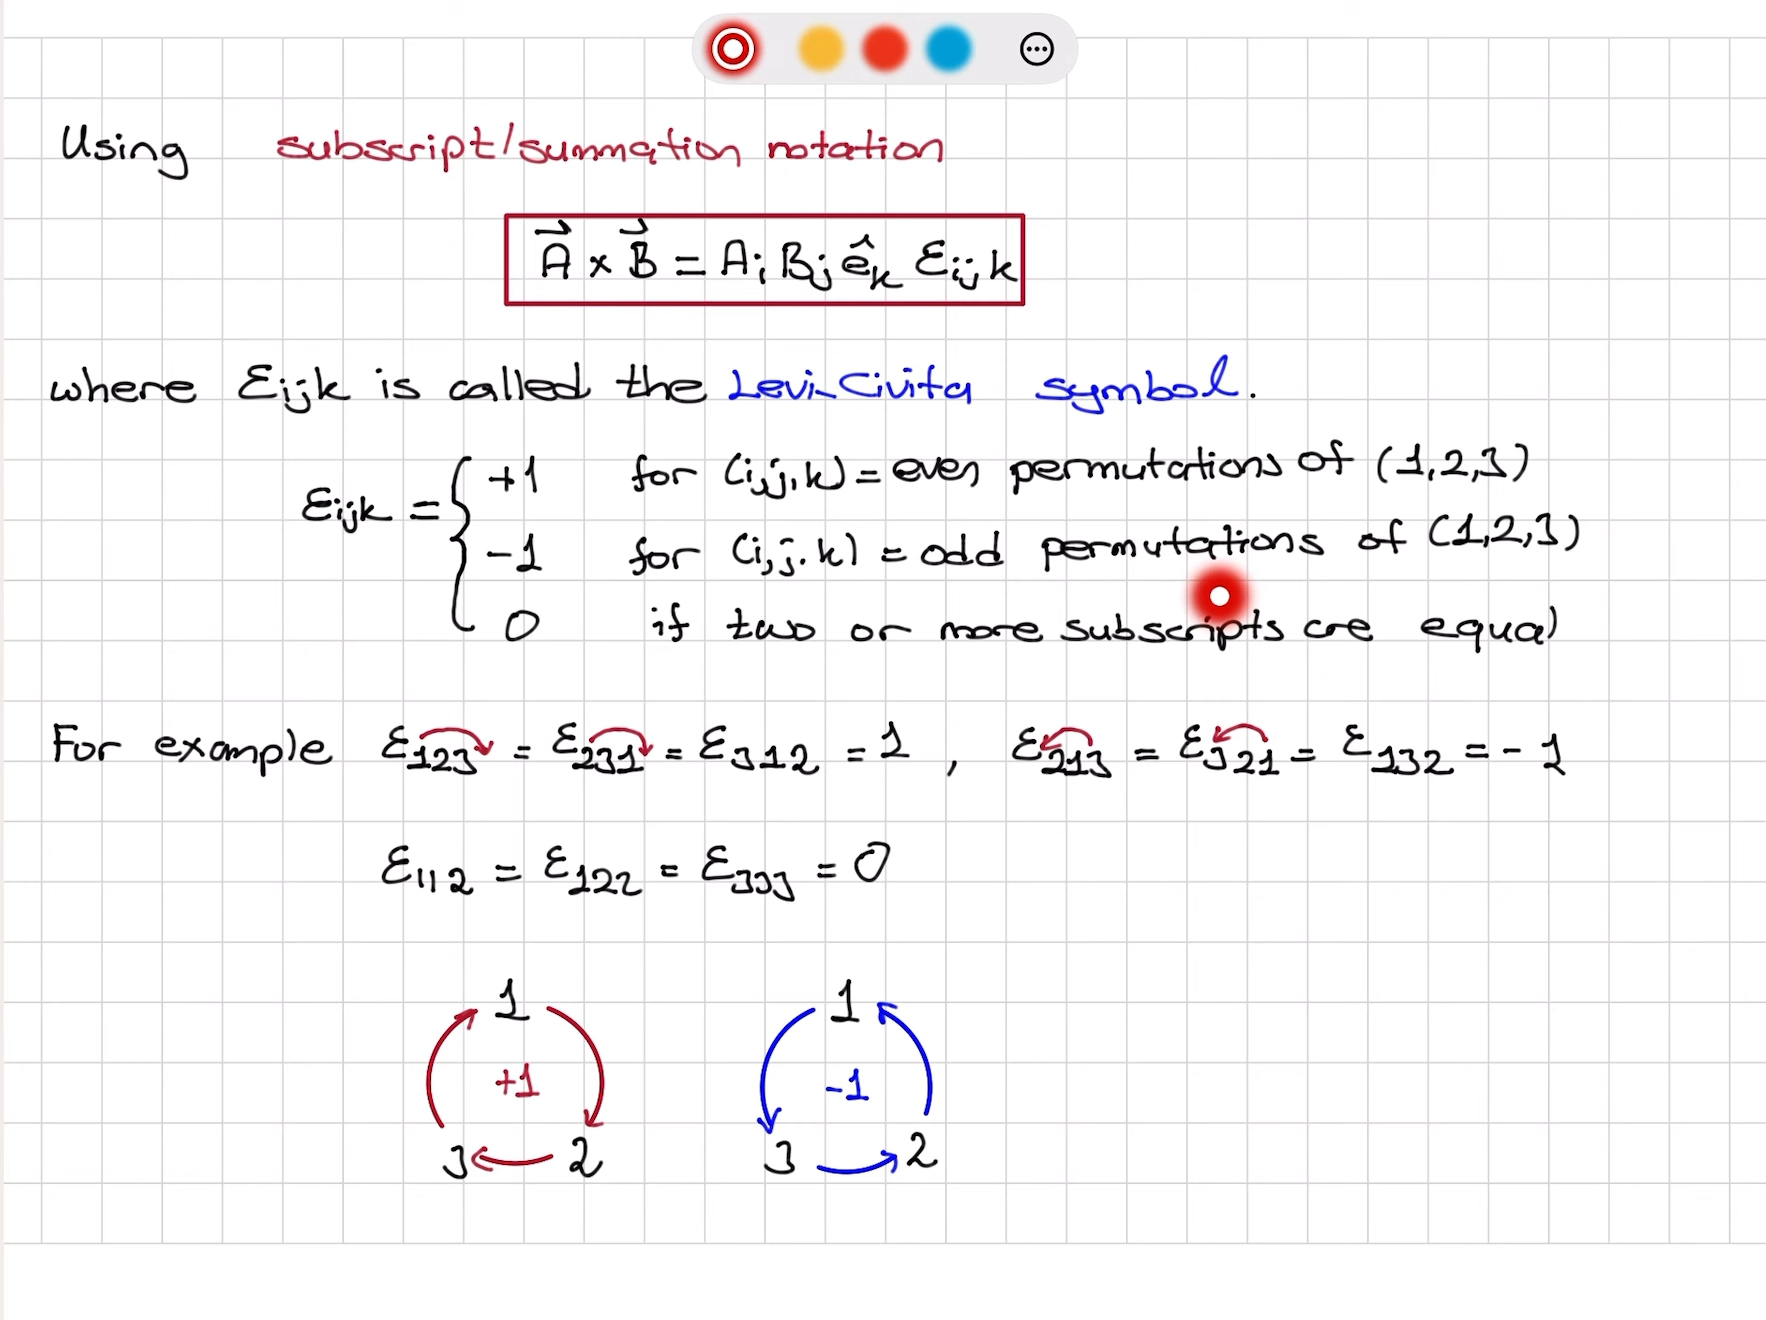 Using subscript/summation notation
A⃗ × B⃗ = AᵢBⱼêₖ εᵢⱼₖ
where εᵢⱼₖ is called the Levi-Civita symbol.
εᵢⱼₖ = { +1 for (i,j,k) = even permutations of (1,2,3)
-1 for (i,j.k) = odd permutations of (1,2,3)
0 if two or more subscripts are equal
For example ε₁₂₃ = ε₂₃₁ = ε₃₁₂ = 1 , ε₂₁₃ = ε₃₂₁ = ε₁₃₂ = -1
ε₁₁₂ = ε₁₂₂ = ε₃₃₃ = 0
1 1
+1 -1
3 2 3 2